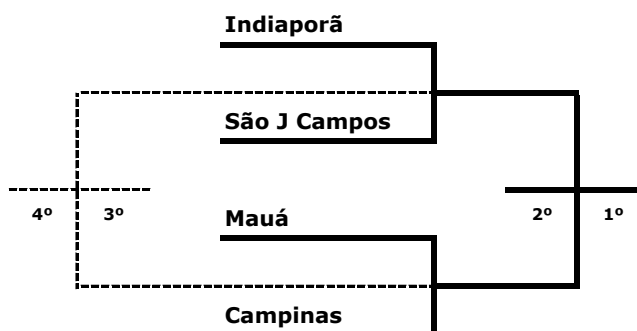 Indiaporã
São J Campos
4º 3º 2º 1º
Mauá
Campinas